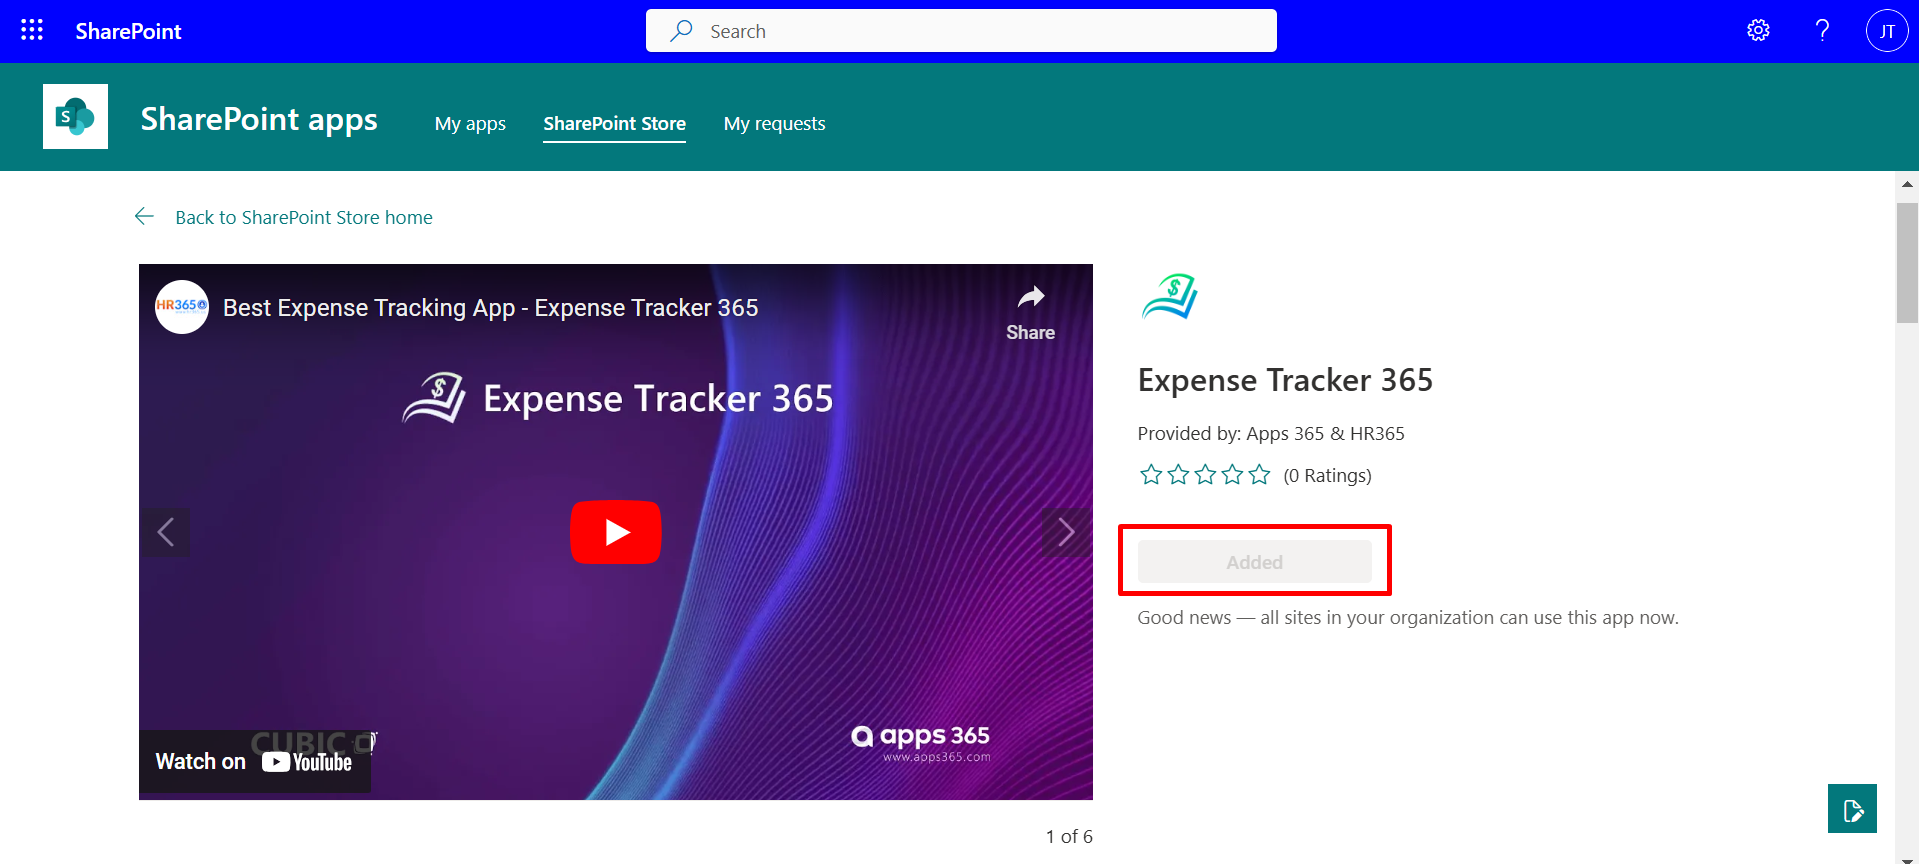 SharePoint
Search
?
JT
S
SharePoint apps
My apps
SharePoint Store
My requests
Back to SharePoint Store home
HR365
Best Expense Tracking App - Expense Tracker 365
Share
$
Expense Tracker 365
CUBIC
Watch on YouTube
apps 365
www.apps365.com
1 of 6
$
Expense Tracker 365
Provided by: Apps 365 & HR365
(0 Ratings)
Added
Good news — all sites in your organization can use this app now.